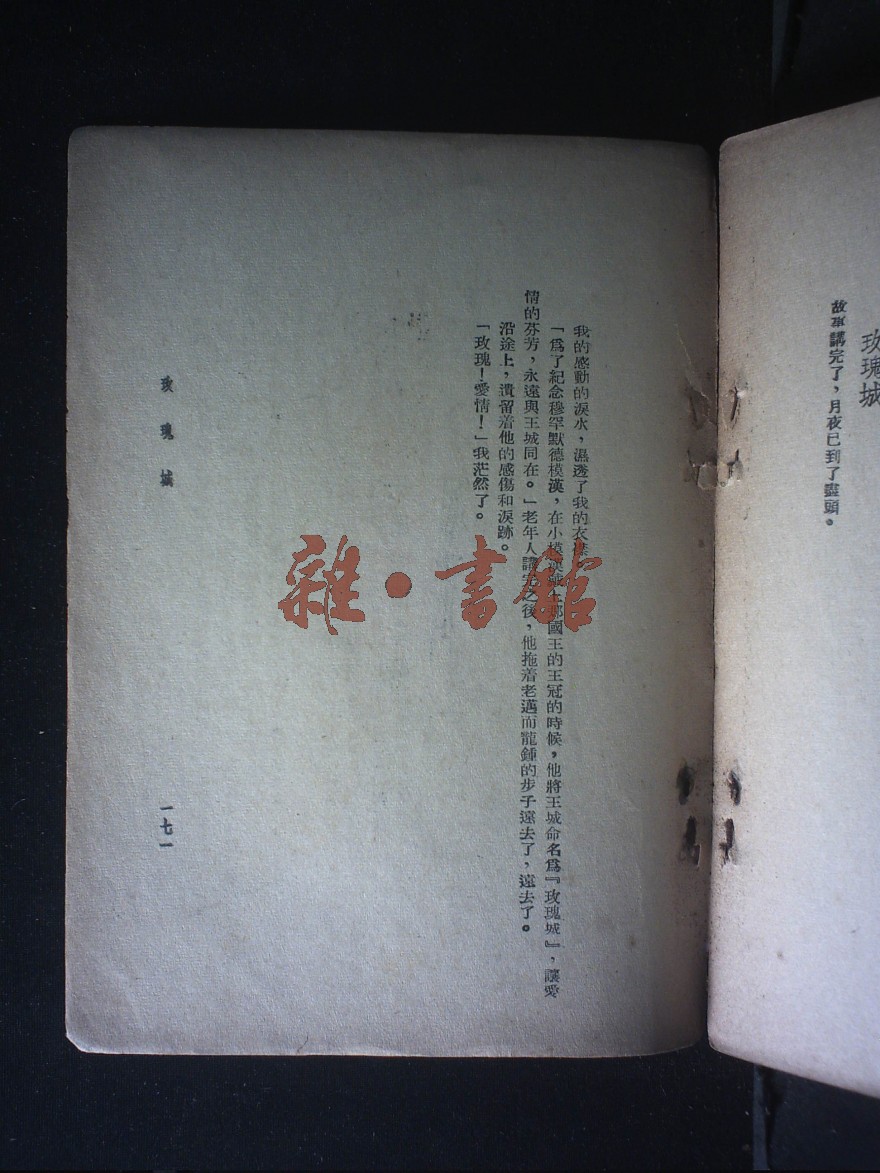 玫瑰城
故事講完了，月夜已到了盡頭。
我的感動的淚水，濕透了我的衣
「爲了紀念穆罕默德模漢，在小模漢戴上那國王的王冠的時候，他將王城命名爲『玫瑰城』，讓愛
情的芬芳，永遠與王城同在。」老年人講完之後，他拖着老邁而龍鍾的步子遠去了，遠去了。
沿途上，遺留着他的感傷和淚跡。
「玫瑰！愛情！」我茫然了。
玫瑰城
一七一
雜·書館